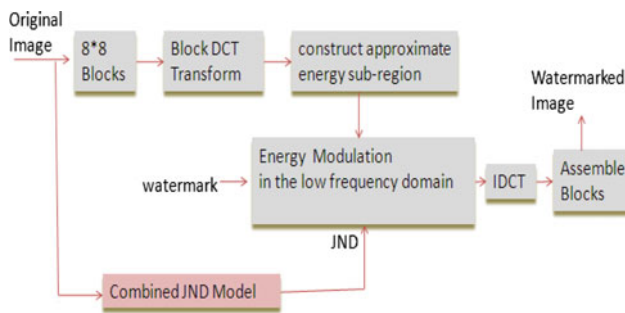 Original
Image
8*8
Blocks
Block DCT
Transform
construct approximate
energy sub-region
Watermarked
Image
Energy Modulation
in the low frequency domain
watermark
IDCT
Assemble
Blocks
JND
Combined JND Model